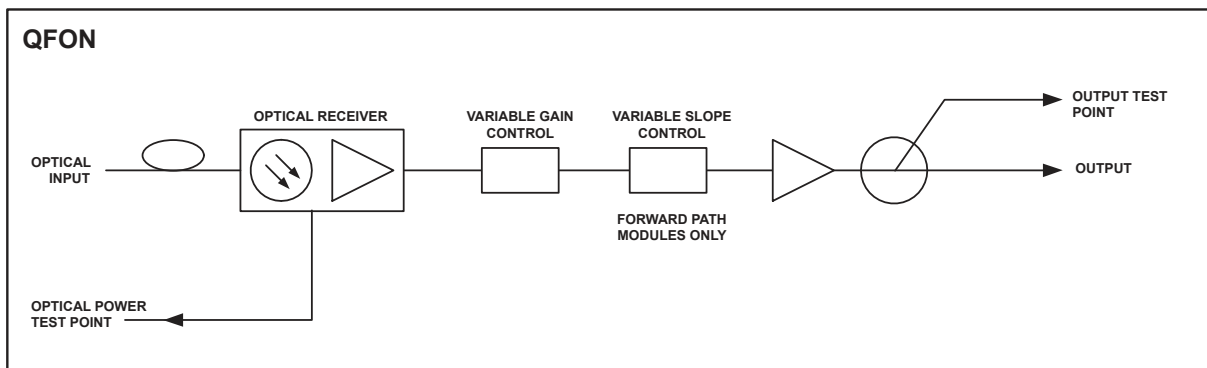 QFON
OPTICAL RECEIVER
VARIABLE GAIN
CONTROL
VARIABLE SLOPE
CONTROL
OUTPUT TEST
POINT
OPTICAL
INPUT
OUTPUT
FORWARD PATH
MODULES ONLY
OPTICAL POWER
TEST POINT